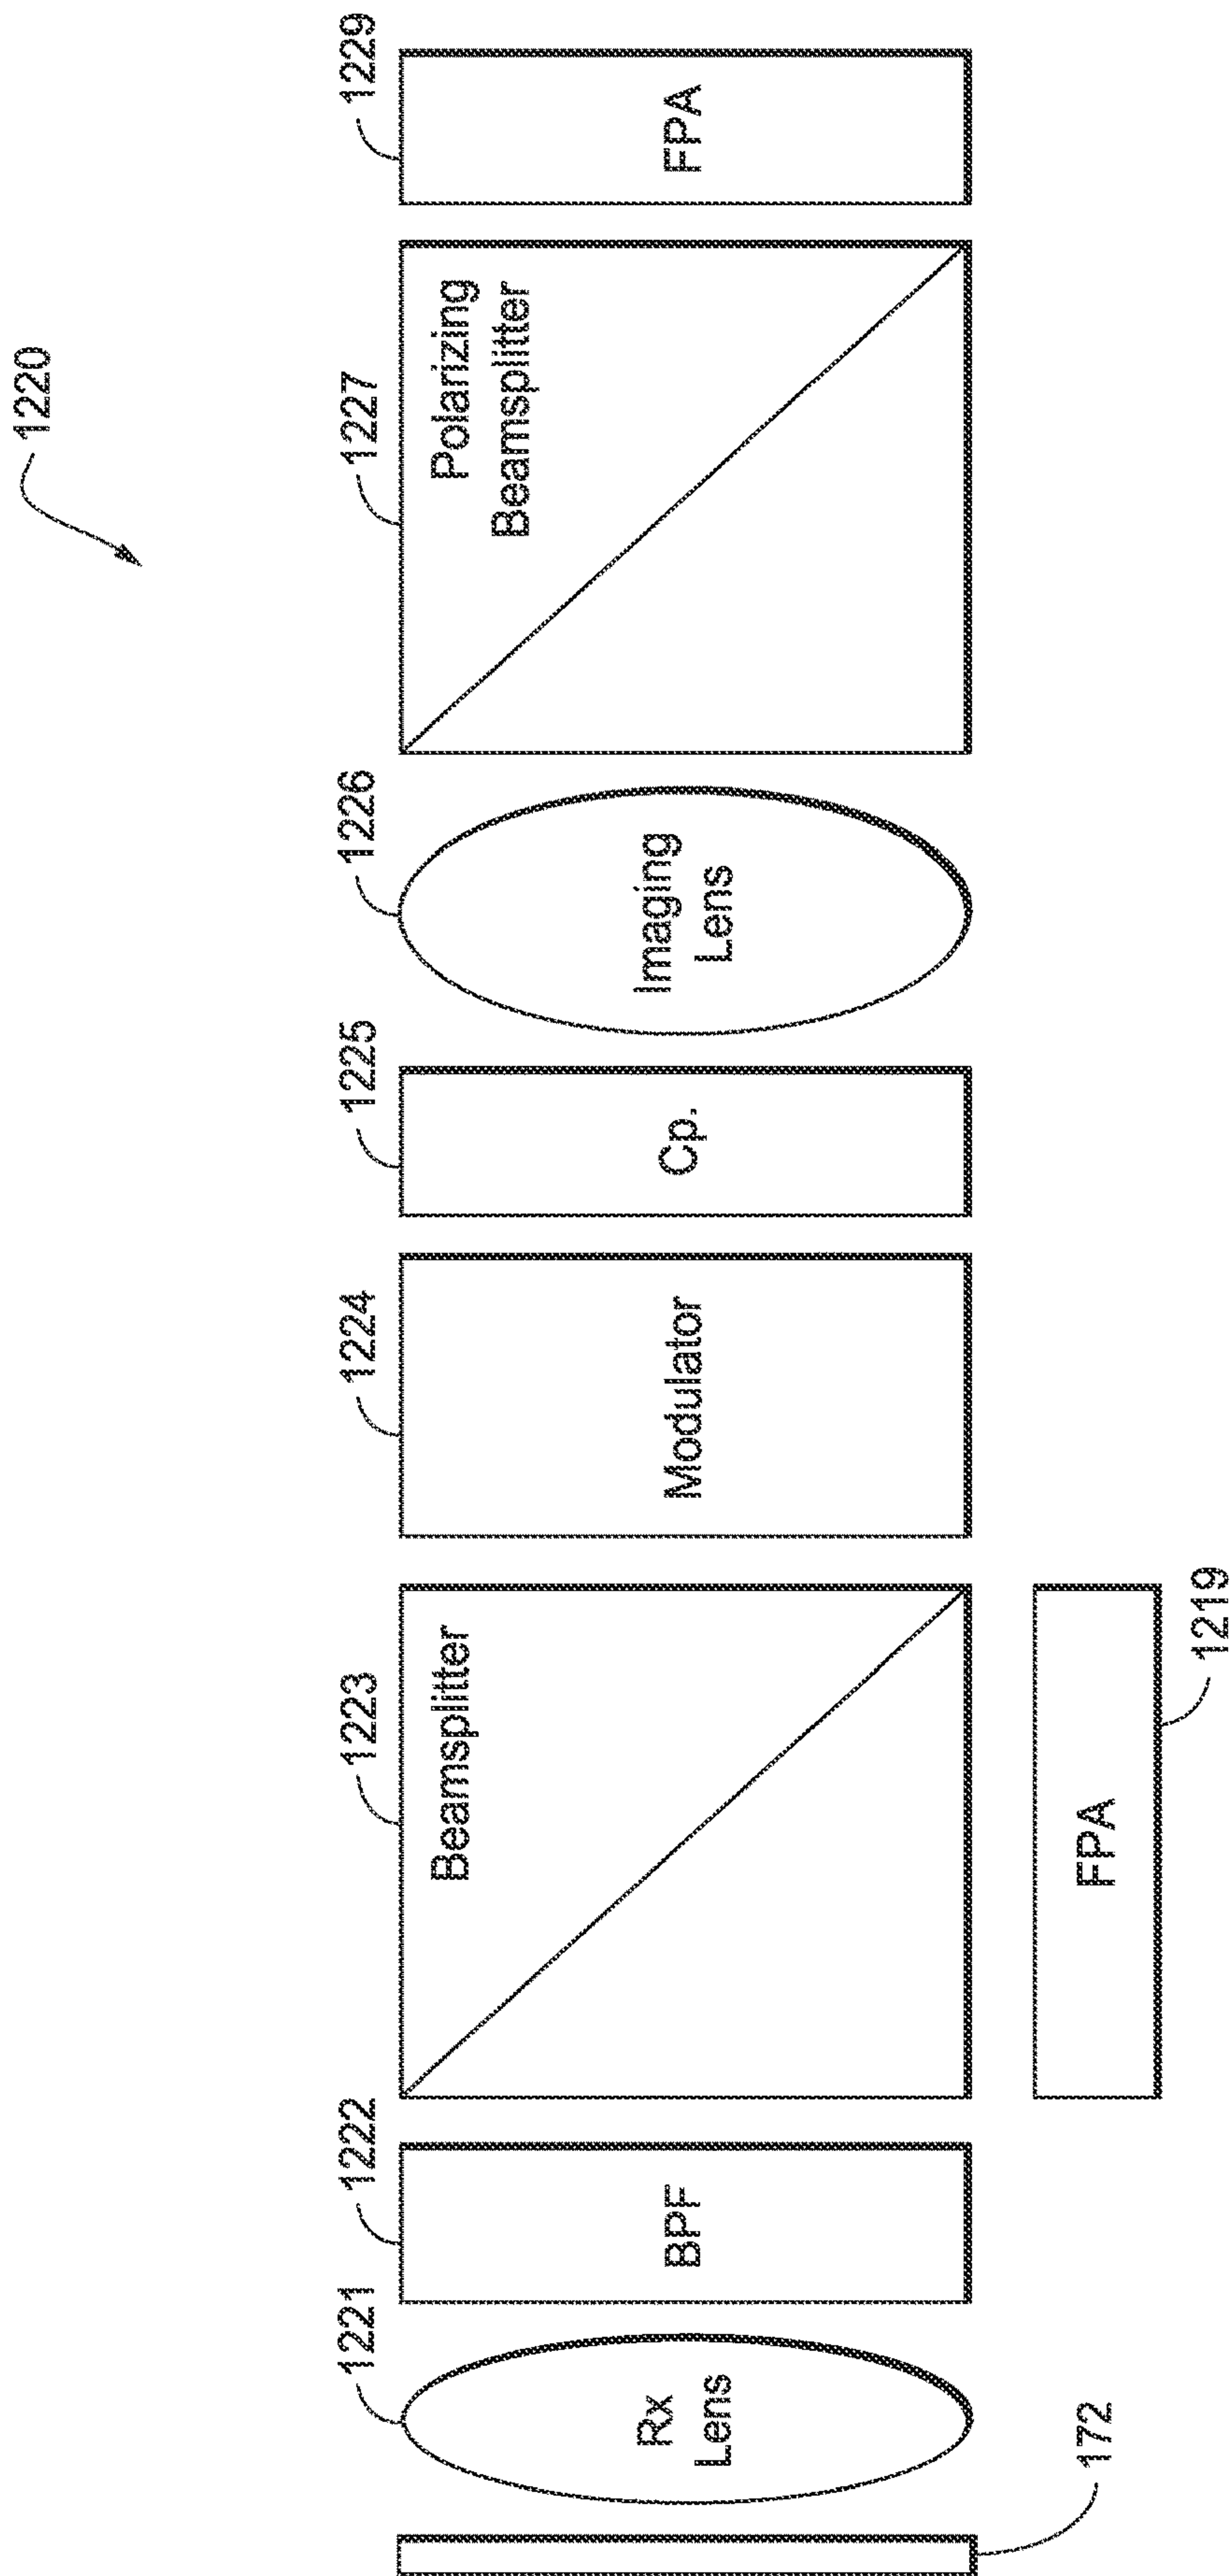 1220
1221
1222
1223
1224
1225
1226
1227
1229
Rx
Lens
BPF
Beamsplitter
Modulator
Cp.
Imaging
Lens
Polarizing
Beamsplitter
FPA
FPA
172
1219